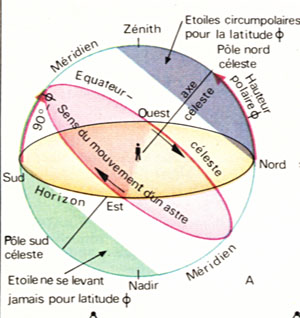 Etoiles circumpolaires
pour la latitude ϕ
Zénith
Méridien
Pôle nord
céleste
Hauteur
polaire ϕ
axe
céleste
Equateur
céleste
90°-ϕ
Ouest
Sens du mouvement d'un astre
Nord
Sud
Horizon
Est
Pôle sud
céleste
Méridien
Etoile ne se levant
jamais pour latitude ϕ
Nadir
A